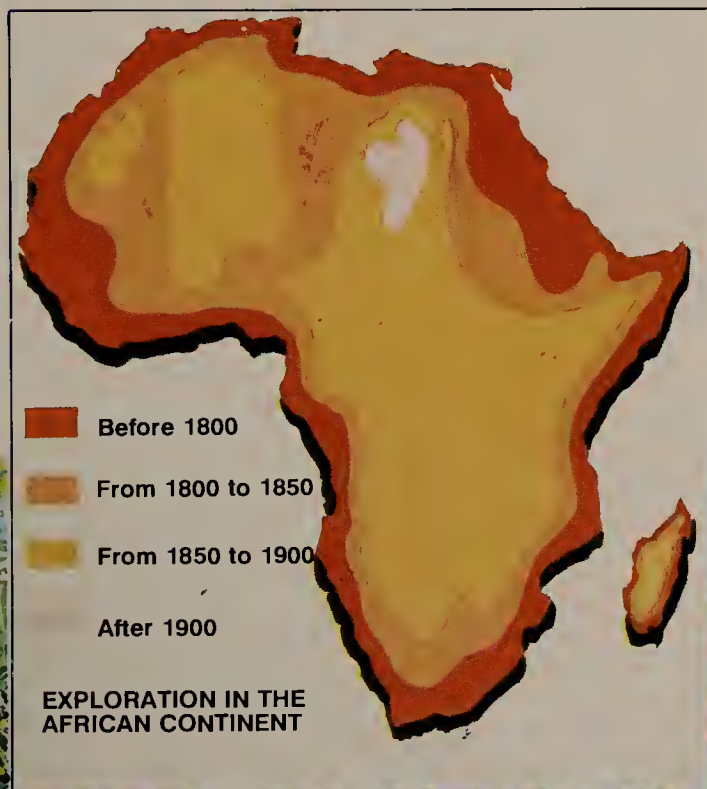 Before 1800
From 1800 to 1850
From 1850 to 1900
After 1900
EXPLORATION IN THE
AFRICAN CONTINENT